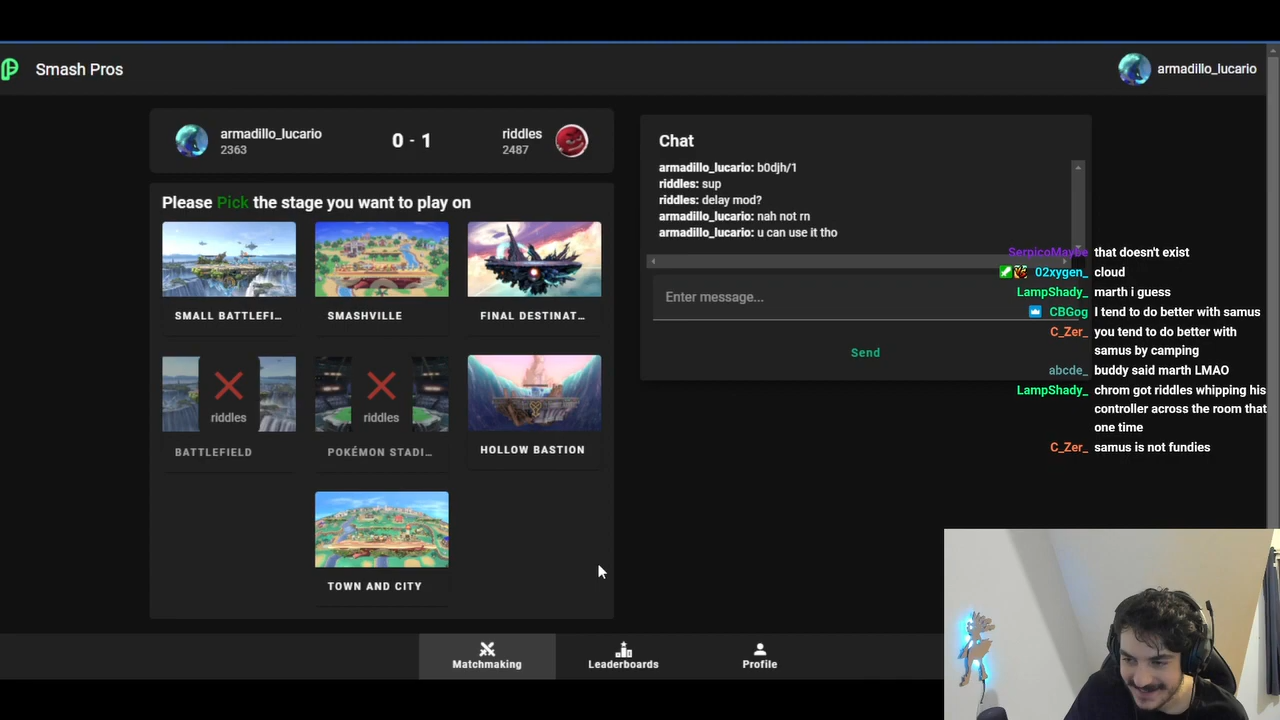 Smash Pros
armadillo_lucario
armadillo_lucario
2363
0 - 1
riddles
2487
Please Pick the stage you want to play on
SMALL BATTLEFI...
SMASHVILLE
FINAL DESTINAT...
riddles
BATTLEFIELD
riddles
POKÉMON STADI...
HOLLOW BASTION
TOWN AND CITY
Chat
armadillo_lucario: b0djh/1
riddles: sup
riddles: delay mod?
armadillo_lucario: nah not rn
armadillo_lucario: u can use it tho
Enter message...
Send
SerpicoMaybe that doesn't exist
02xygen_ cloud
LampShady_ marth i guess
CBGog I tend to do better with samus
C_Zer_ you tend to do better with
samus by camping
abcde_ buddy said marth LMAO
LampShady_ chrom got riddles whipping his
controller across the room that
one time
C_Zer_ samus is not fundies
Matchmaking
Leaderboards
Profile